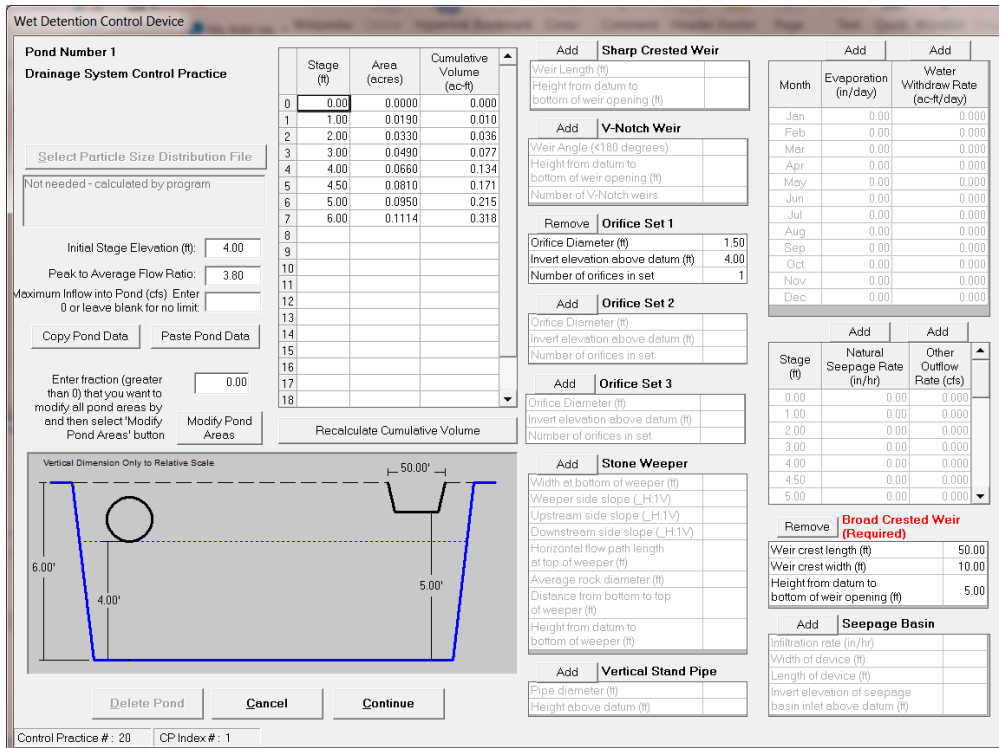 Wet Detention Control Device
Pond Number 1
Drainage System Control Practice
Select Particle Size Distribution File
Not needed - calculated by program
Initial Stage Elevation (ft): 4.00
Peak to Average Flow Ratio: 3.80
Maximum Inflow into Pond (cfs) Enter
0 or leave blank for no limit:
Copy Pond Data Paste Pond Data
Enter fraction (greater 0.00
than 0) that you want to
modify all pond areas by
and then select 'Modify
Pond Areas' button
Modify Pond
Areas
Stage
(ft)
Area
(acres)
Cumulative
Volume
(ac-ft)
0 0.00 0.0000 0.000
1 1.00 0.0190 0.010
2 2.00 0.0330 0.036
3 3.00 0.0490 0.077
4 4.00 0.0660 0.134
5 4.50 0.0810 0.171
6 5.00 0.0950 0.215
7 6.00 0.1114 0.318
8
9
10
11
12
13
14
15
16
17
18
Recalculate Cumulative Volume
Vertical Dimension Only to Relative Scale
50.00'
6.00'
4.00'
5.00'
Delete Pond Cancel Continue
Control Practice # : 20 CP Index # : 1
Add Sharp Crested Weir
Weir Length (ft)
Height from datum to
bottom of weir opening (ft)
Add V-Notch Weir
Weir Angle (<180 degrees)
Height from datum to
bottom of weir opening (ft)
Number of V-Notch weirs
Remove Orifice Set 1
Orifice Diameter (ft) 1.50
Invert elevation above datum (ft) 4.00
Number of orifices in set 1
Add Orifice Set 2
Orifice Diameter (ft)
Invert elevation above datum (ft)
Number of orifices in set
Add Orifice Set 3
Orifice Diameter (ft)
Invert elevation above datum (ft)
Number of orifices in set
Add Stone Weeper
Width at bottom of weeper (ft)
Weeper side slope (_H:1V)
Upstream side slope (_H:1V)
Downstream side slope (_H:1V)
Horizontal flow path length
at top of weeper (ft)
Average rock diameter (ft)
Distance from bottom to top
of weeper (ft)
Height from datum to
bottom of weeper (ft)
Add Vertical Stand Pipe
Pipe diameter (ft)
Height above datum (ft)
Add Add
Month
Evaporation
(in/day)
Water
Withdraw Rate
(ac-ft/day)
Jan 0.00 0.000
Feb 0.00 0.000
Mar 0.00 0.000
Apr 0.00 0.000
May 0.00 0.000
Jun 0.00 0.000
Jul 0.00 0.000
Aug 0.00 0.000
Sep 0.00 0.000
Oct 0.00 0.000
Nov 0.00 0.000
Dec 0.00 0.000
Add Add
Stage
(ft)
Natural
Seepage Rate
(in/hr)
Other
Outflow
Rate (cfs)
0.00 0.00 0.000
1.00 0.00 0.000
2.00 0.00 0.000
3.00 0.00 0.000
4.00 0.00 0.000
4.50 0.00 0.000
5.00 0.00 0.000
Remove Broad Crested Weir
(Required)
Weir crest length (ft) 50.00
Weir crest width (ft) 10.00
Height from datum to
bottom of weir opening (ft) 5.00
Add Seepage Basin
Infiltration rate (in/hr)
Width of device (ft)
Length of device (ft)
Invert elevation of seepage
basin inlet above datum (ft)